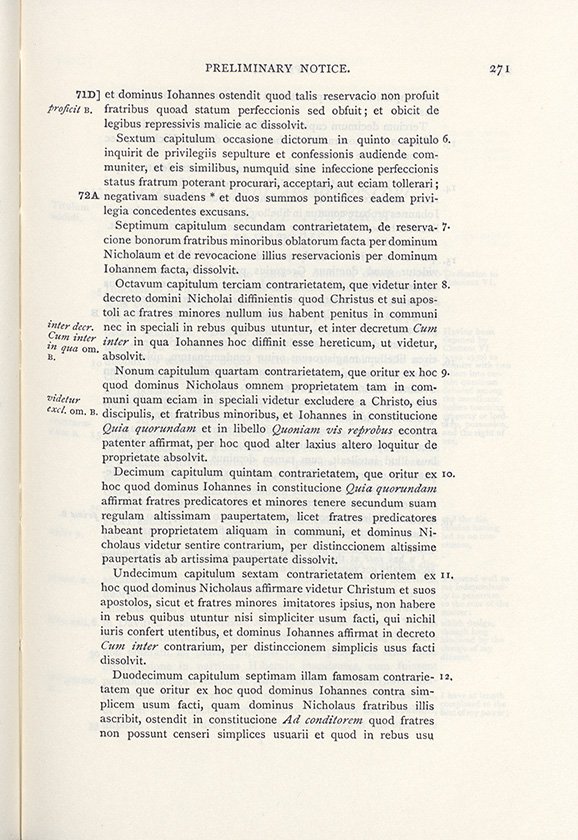 PRELIMINARY NOTICE. 271
71D] et dominus Iohannes ostendit quod talis reservacio non profuit
proficit B. fratribus quoad statum perfeccionis sed obfuit; et obicit de
legibus repressivis malicie ac dissolvit.
Sextum capitulum occasione dictorum in quinto capitulo 6.
inquirit de privilegiis sepulture et confessionis audiende com-
muniter, et eis similibus, numquid sine infeccione perfeccionis
status fratrum poterant procurari, acceptari, aut eciam tollerari;
72A negativam suadens * et duos summos pontifices eadem privi-
legia concedentes excusans.
Septimum capitulum secundam contrarietatem, de reserva- 7.
cione bonorum fratribus minoribus oblatorum facta per dominum
Nicholaum et de revocacione illius reservacionis per dominum
Iohannem facta, dissolvit.
Octavum capitulum terciam contrarietatem, que videtur inter 8.
decreto domini Nicholai diffinientis quod Christus et sui apos-
toli ac fratres minores nullum ius habent penitus in communi
inter decr. nec in speciali in rebus quibus utuntur, et inter decretum Cum
Cum inter inter in qua Iohannes hoc diffinit esse hereticum, ut videtur,
in qua om.
B. absolvit.
Nonum capitulum quartam contrarietatem, que oritur ex hoc 9.
quod dominus Nicholaus omnem proprietatem tam in com-
videtur muni quam eciam in speciali videtur excludere a Christo, eius
excl. om. B. discipulis, et fratribus minoribus, et Iohannes in constitucione
Quia quorundam et in libello Quoniam vis reprobus econtra
patenter affirmat, per hoc quod alter laxius altero loquitur de
proprietate absolvit.
Decimum capitulum quintam contrarietatem, que oritur ex 10.
hoc quod dominus Iohannes in constitucione Quia quorundam
affirmat fratres predicatores et minores tenere secundum suam
regulam altissimam paupertatem, licet fratres predicatores
habeant proprietatem aliquam in communi, et dominus Ni-
cholaus videtur sentire contrarium, per distinccionem altissime
paupertatis ab artissima paupertate dissolvit.
Undecimum capitulum sextam contrarietatem orientem ex 11.
hoc quod dominus Nicholaus affirmare videtur Christum et suos
apostolos, sicut et fratres minores imitatores ipsius, non habere
in rebus quibus utuntur nisi simpliciter usum facti, qui nichil
iuris confert utentibus, et dominus Iohannes affirmat in decreto
Cum inter contrarium, per distinccionem simplicis usus facti
dissolvit.
Duodecimum capitulum septimam illam famosam contrarie- 12.
tatem que oritur ex hoc quod dominus Iohannes contra sim-
plicem usum facti, quam dominus Nicholaus fratribus illis
ascribit, ostendit in constitucione Ad conditorem quod fratres
non possunt censeri simplices usuarii et quod in rebus usu